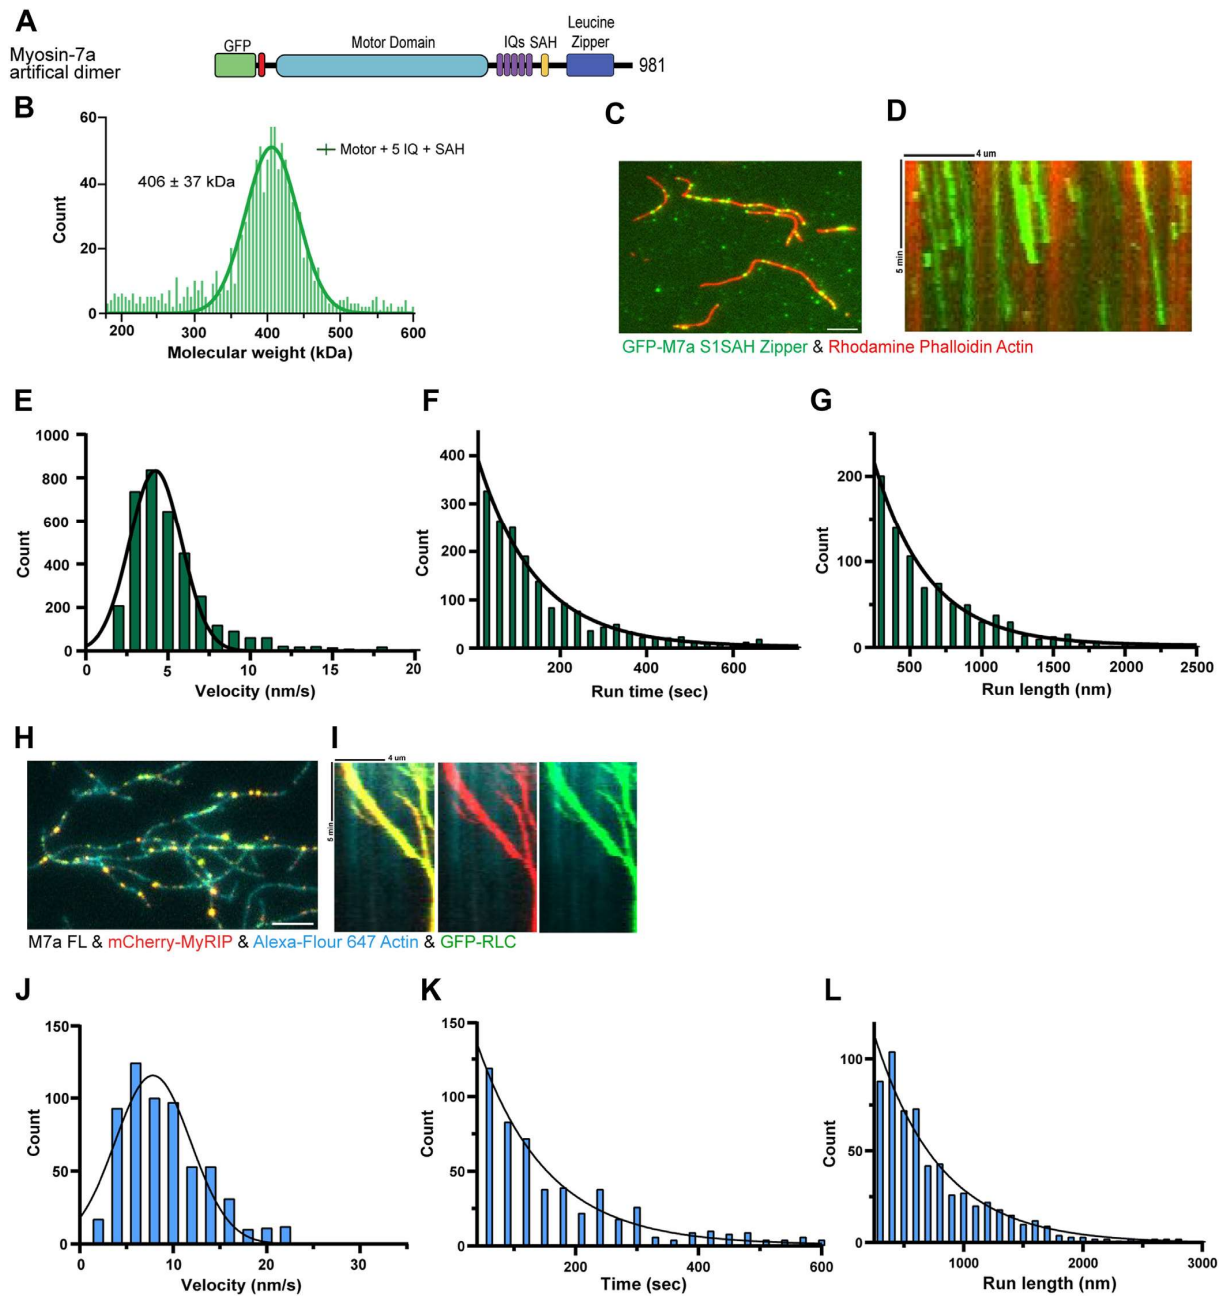 A
Myosin-7a
artifical dimer
GFP
Motor Domain
IQs SAH
Leucine
Zipper
981
B
60
40
20
0
Count
406 ± 37 kDa
Motor + 5 IQ + SAH
200 300 400 500 600
Molecular weight (kDa)
C
D
4 um
5 min
GFP-M7a S1SAH Zipper & Rhodamine Phalloidin Actin
E
1000
800
600
400
200
0
Count
0 5 10 15 20
Velocity (nm/s)
F
400
300
200
100
0
Count
200 400 600
Run time (sec)
G
200
100
0
Count
500 1000 1500 2000 2500
Run length (nm)
H
I
4 um
5 min
M7a FL & mCherry-MyRIP & Alexa-Flour 647 Actin & GFP-RLC
J
150
100
50
0
Count
0 10 20 30
Velocity (nm/s)
K
150
100
50
0
Count
200 400 600
Time (sec)
L
100
50
0
Count
1000 2000 3000
Run length (nm)